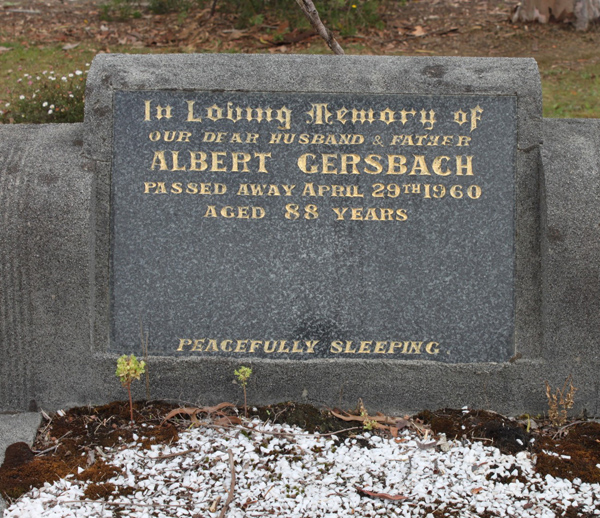 In Loving Memory of
OUR DEAR HUSBAND & FATHER
ALBERT GERSBACH
PASSED AWAY APRIL 29TH 1960
AGED 88 YEARS
PEACEFULLY SLEEPING